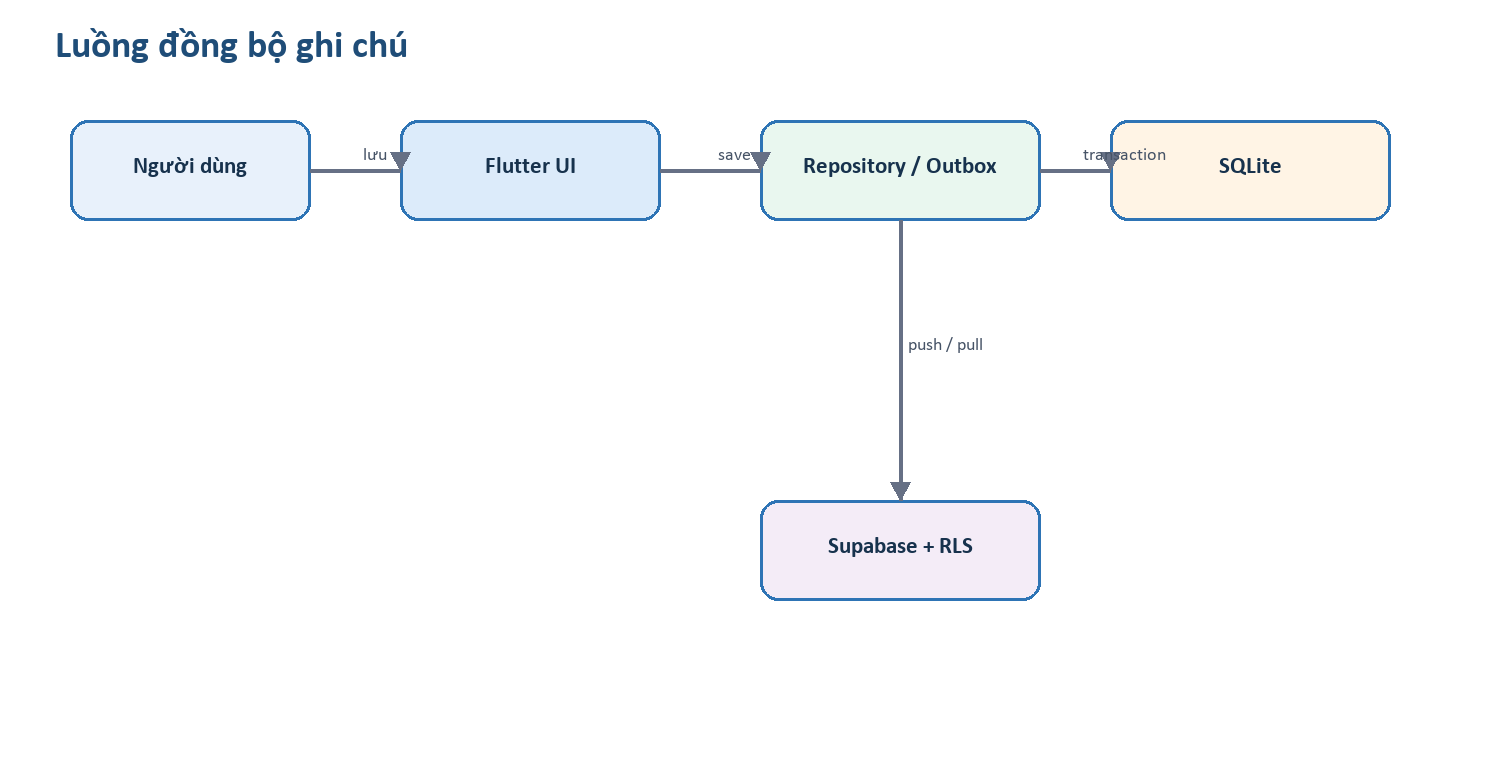 Luồng đồng bộ ghi chú
Người dùng
lưu
Flutter UI
save
Repository / Outbox
transaction
SQLite
push / pull
Supabase + RLS